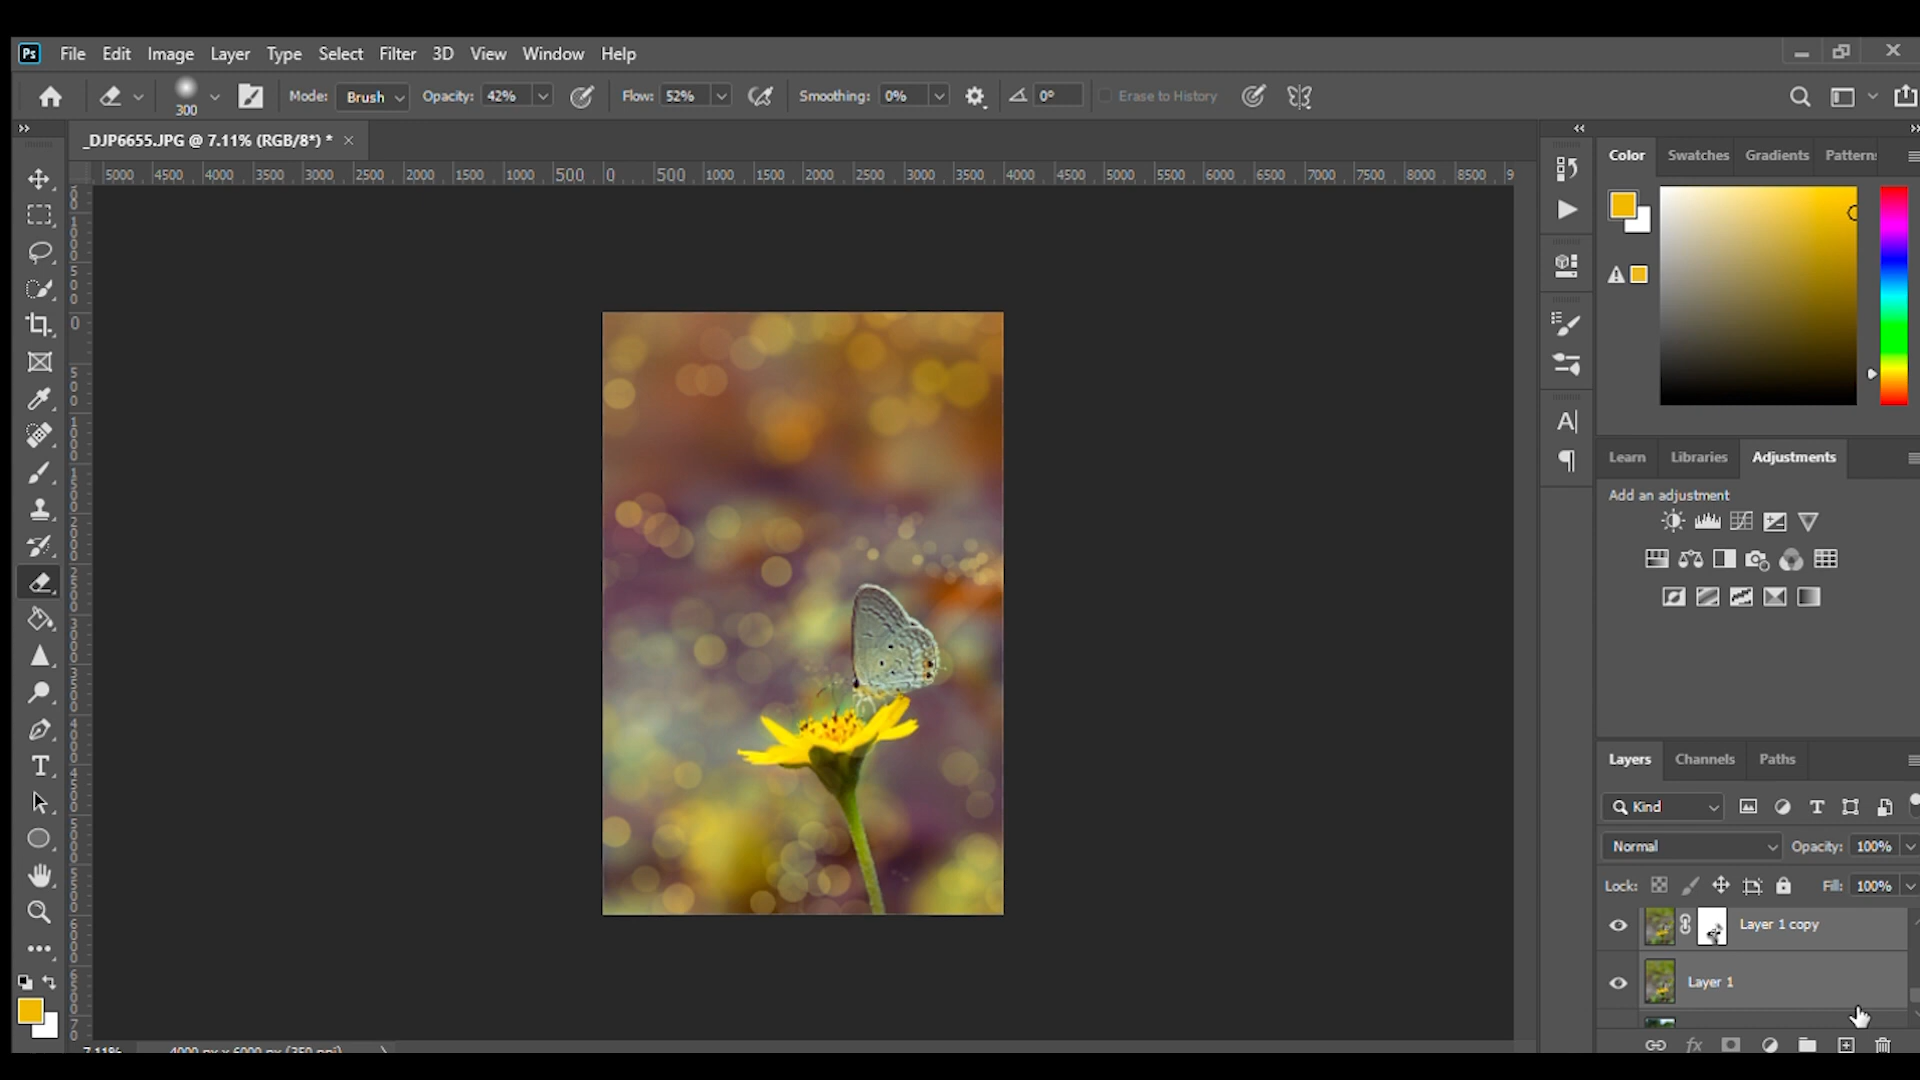 Ps File Edit Image Layer Type Select Filter 3D View Window Help
300 Mode: Brush Opacity: 42% Flow: 52% Smoothing: 0% 0° Erase to History
_DJP6655.JPG @ 7.11% (RGB/8*) * ×
5000 4500 4000 3500 3000 2500 2000 1500 1000 500 0 500 1000 1500 2000 2500 3000 3500 4000 4500 5000 5500 6000 6500 7000 7500 8000 8500 9
Color Swatches Gradients Pattern
Learn Libraries Adjustments
Add an adjustment
Layers Channels Paths
Kind
Normal Opacity: 100%
Lock: Fill: 100%
Layer 1 copy
Layer 1
7.11% 4000 px x 6000 px (350 ppi)